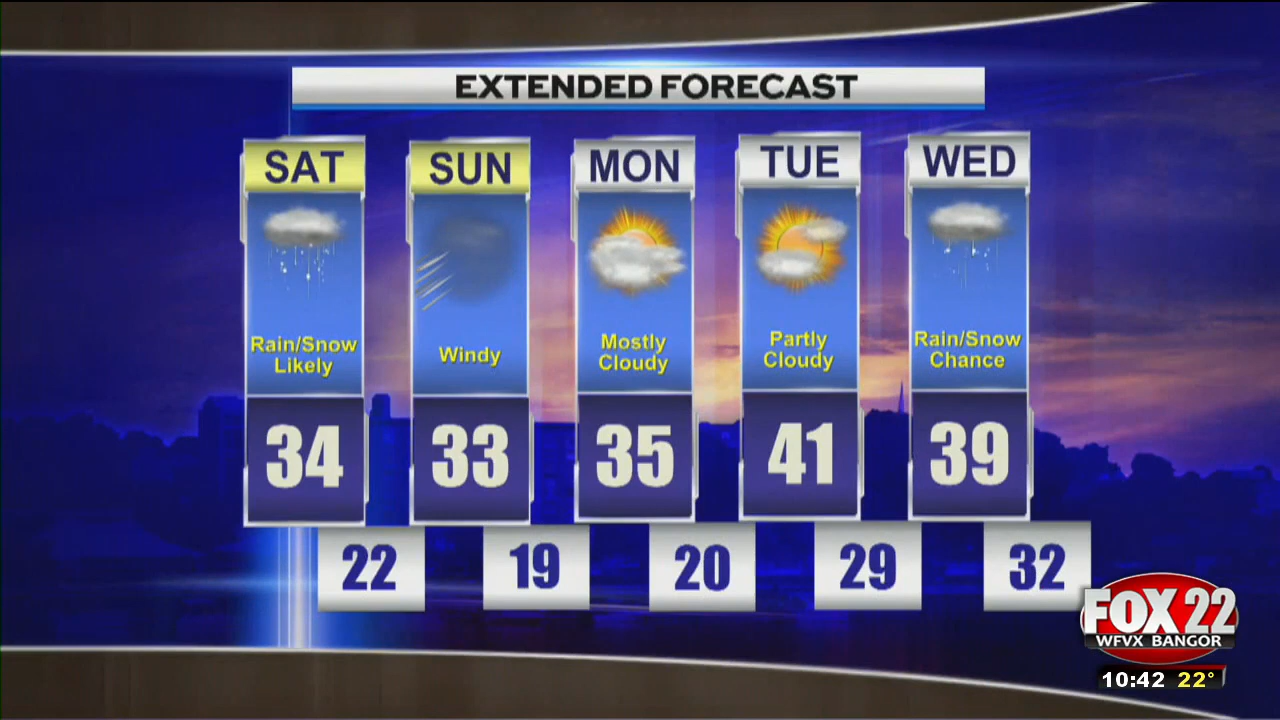 EXTENDED FORECAST
SAT
SUN
MON
TUE
WED
Rain/Snow
Likely
Windy
Mostly
Cloudy
Partly
Cloudy
Rain/Snow
Chance
34
33
35
41
39
22
19
20
29
32
FOX 22
WFVX BANGOR
10:42 22°